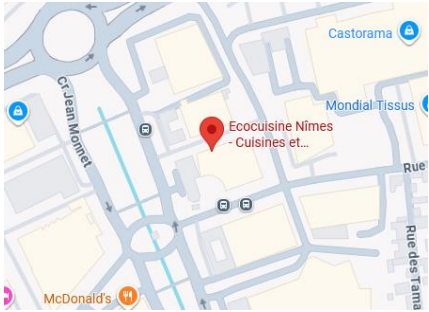 Castorama
Mondial Tissus
Cr Jean Monnet
Ecocuisine Nîmes
- Cuisines et...
Rue
Rue des Tama
McDonald's